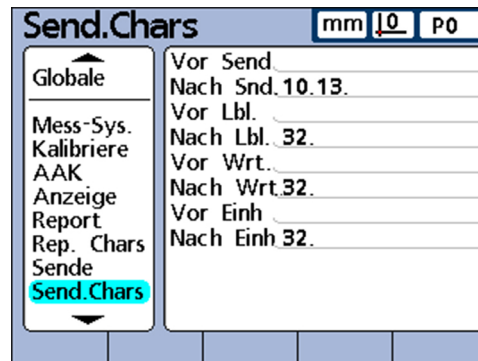 Send.Chars
mm 0 P0
Globale
Mess-Sys.
Kalibriere
AAK
Anzeige
Report
Rep. Chars
Sende
Send.Chars
Vor Send
Nach Snd. 10.13.
Vor Lbl.
Nach Lbl. 32.
Vor Wrt.
Nach Wrt. 32.
Vor Einh
Nach Einh 32.